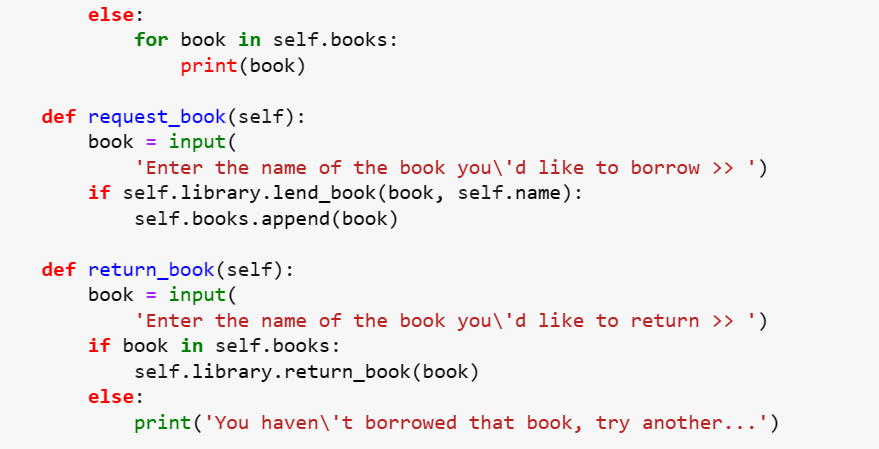 else:
            for book in self.books:
                print(book)

    def request_book(self):
        book = input(
            'Enter the name of the book you\'d like to borrow >> ')
        if self.library.lend_book(book, self.name):
            self.books.append(book)

    def return_book(self):
        book = input(
            'Enter the name of the book you\'d like to return >> ')
        if book in self.books:
            self.library.return_book(book)
        else:
            print('You haven\'t borrowed that book, try another...')